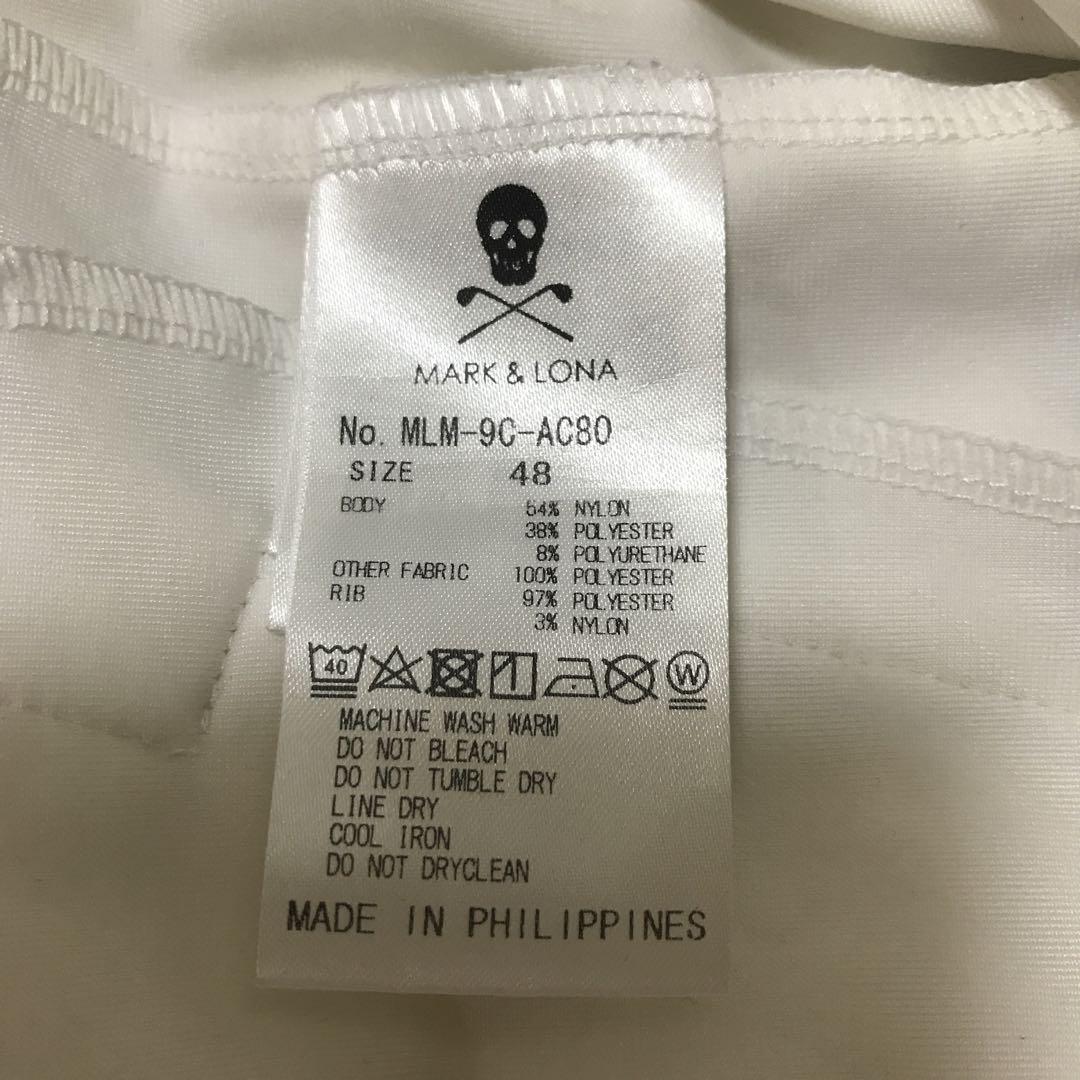 MARK & LONA
No. MLM-9C-AC80
SIZE 48
BODY 54% NYLON
38% POLYESTER
8% POLYURETHANE
OTHER FABRIC 100% POLYESTER
RIB 97% POLYESTER
3% NYLON
40 W
MACHINE WASH WARM
DO NOT BLEACH
DO NOT TUMBLE DRY
LINE DRY
COOL IRON
DO NOT DRYCLEAN
MADE IN PHILIPPINES